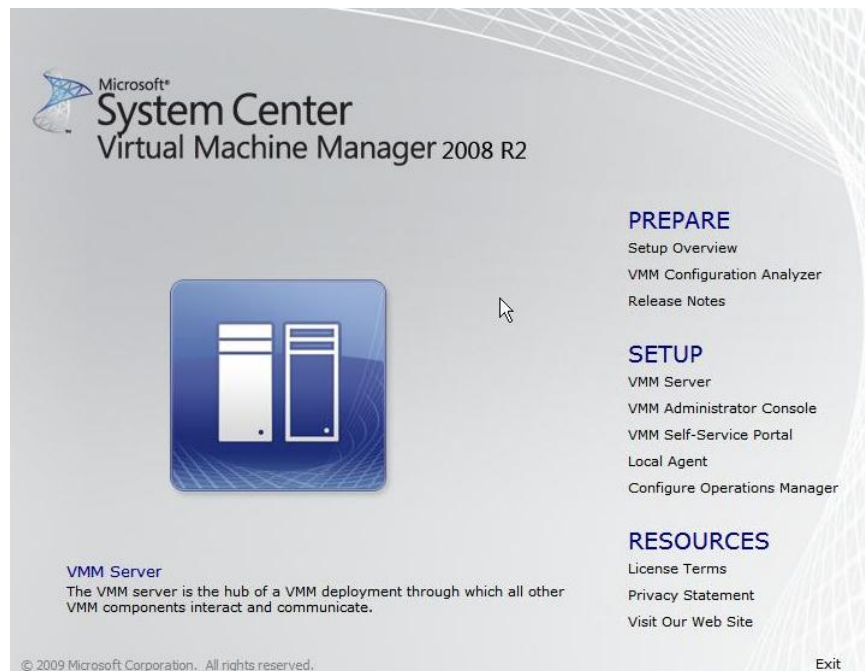 Microsoft®
System Center™
Virtual Machine Manager 2008 R2
PREPARE
Setup Overview
VMM Configuration Analyzer
Release Notes
SETUP
VMM Server
VMM Administrator Console
VMM Self-Service Portal
Local Agent
Configure Operations Manager
RESOURCES
License Terms
Privacy Statement
Visit Our Web Site
VMM Server
The VMM server is the hub of a VMM deployment through which all other
VMM components interact and communicate.
© 2009 Microsoft Corporation. All rights reserved.
Exit